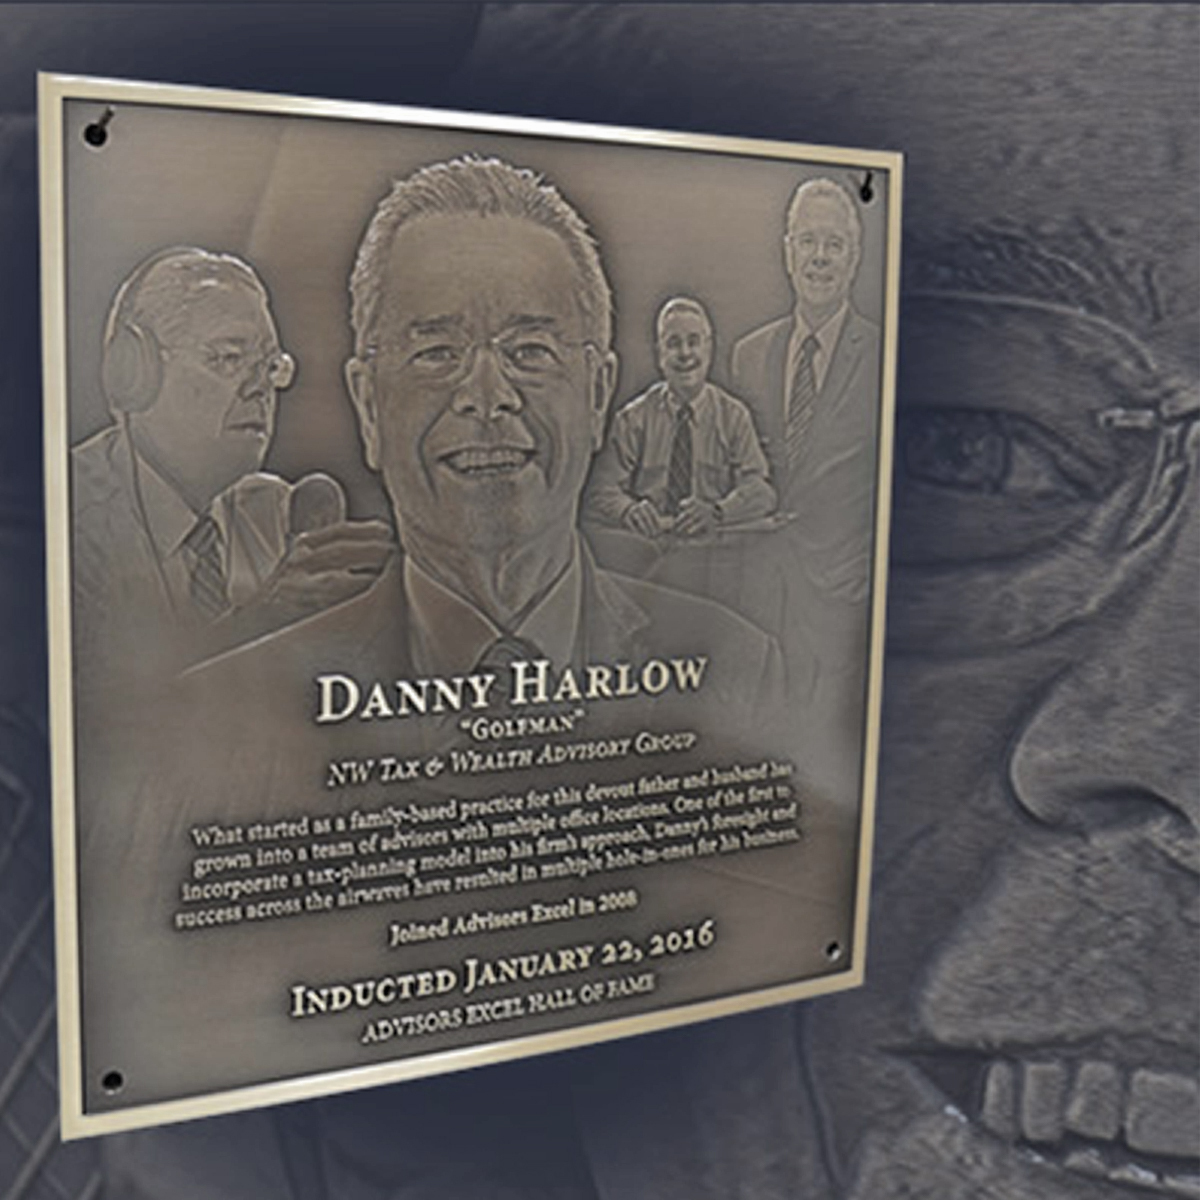 DANNY HARLOW
"GOLFMAN"
NW TAX & WEALTH ADVISORY GROUP
What started as a family-based practice for this devout father and husband has
grown into a team of advisors with multiple office locations. One of the first to
incorporate a tax-planning model into his firm's approach, Danny's foresight and
success across the airwaves have resulted in multiple hole-in-ones for his business.
Joined Advisors Excel in 2008
INDUCTED JANUARY 22, 2016
ADVISORS EXCEL HALL OF FAME